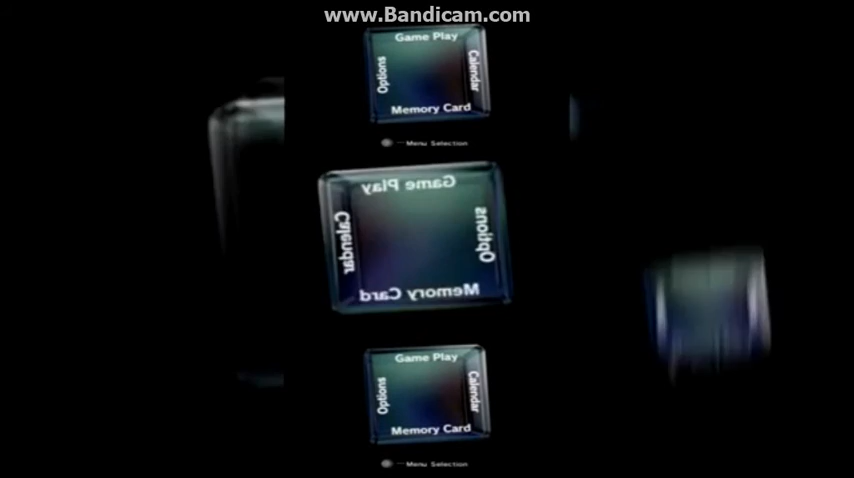 www.Bandicam.com
Game Play
Options
Calendar
Memory Card
Menu Selection
Game Play
Calendar
Options
Memory Card
Game Play
Options
Calendar
Memory Card
Menu Selection